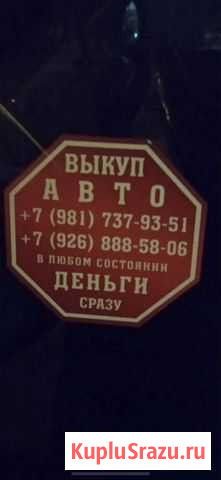 ВЫКУП
АВТО
+7 (981) 737-93-51
+7 (926) 888-58-06
В ЛЮБОМ СОСТОЯНИИ
ДЕНЬГИ
СРАЗУ
KupluSrazu.ru